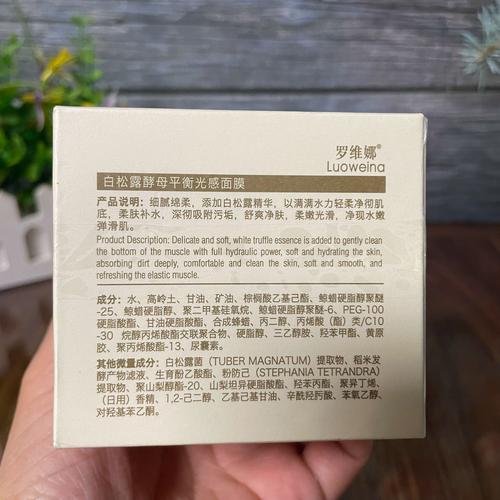 罗维娜®
Luoweina
白松露酵母平衡光感面膜
产品说明：细腻绵柔，添加白松露精华，以满满水力轻柔净彻肌
底，柔肤补水，深彻吸附污垢，舒爽净肤，柔嫩光滑，净现水嫩
弹滑肌。
Product Description: Delicate and soft, white truffle essence is added to gently clean
the bottom of the muscle with full hydraulic power, soft and hydrating the skin,
absorbing dirt deeply, comfortable and clean the skin, soft and smooth, and
refreshing the elastic muscle.
成分：水、高岭土、甘油、矿油、棕榈酸乙基己酯、鲸蜡硬脂醇聚醚
-25、鲸蜡硬脂醇、聚二甲基硅氧烷、鲸蜡硬脂醇聚醚-6、PEG-100
硬脂酸酯、甘油硬脂酸酯、合成蜂蜡、丙二醇、丙烯酸（酯）类/C10
-30 烷醇丙烯酸酯交联聚合物、硬脂醇、三乙醇胺、羟苯甲酯、黄原
胶、聚丙烯酸酯-13、尿囊素。
其他微量成分：白松露菌（TUBER MAGNATUM）提取物、稻米发
酵产物滤液、生育酚乙酸酯、粉防己（STEPHANIA TETRANDRA）
提取物、聚山梨醇酯-20、山梨坦异硬脂酸酯、羟苯丙酯、聚异丁烯、
（日用）香精、1,2-己二醇、乙基己基甘油、辛酰羟肟酸、苯氧乙醇、
对羟基苯乙酮。